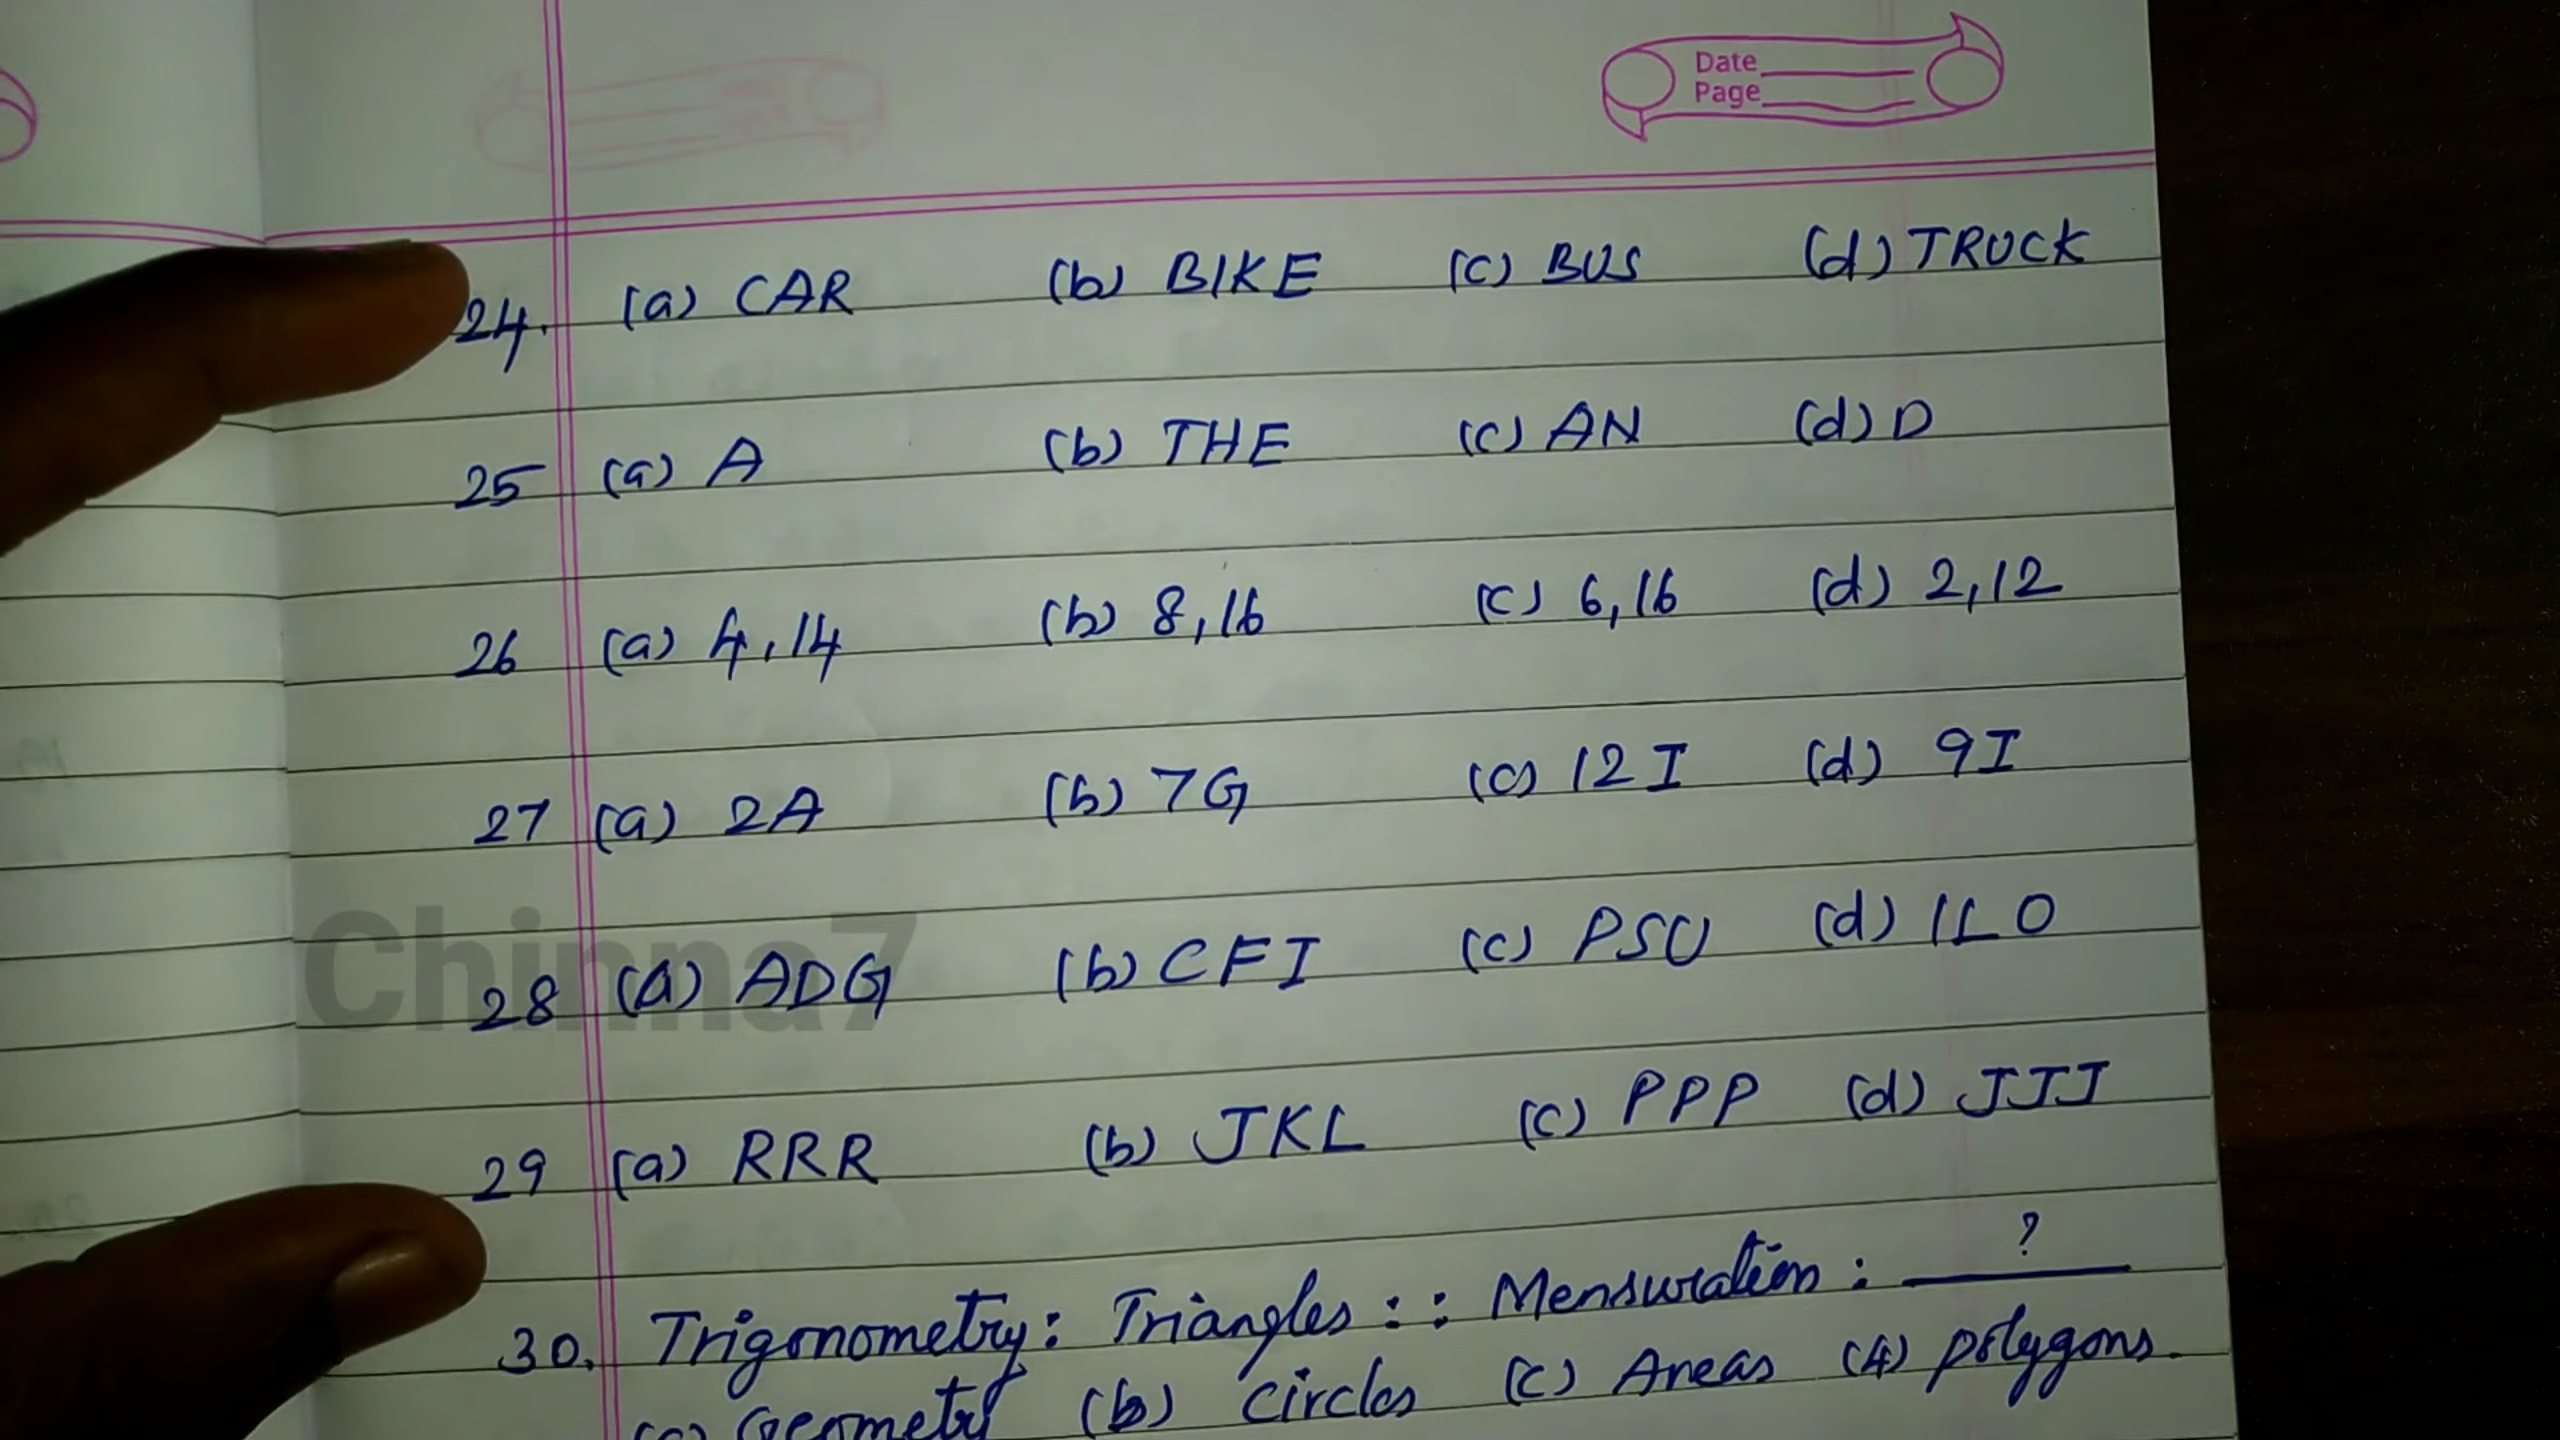 Date
Page
24. (a) CAR (b) BIKE (c) BUS (d) TRUCK
25 (a) A (b) THE (c) AN (d) D
26 (a) 4,14 (b) 8,16 (c) 6,16 (d) 2,12
27 (a) 2A (b) 7G (c) 12I (d) 9I
Chinna7
28 (a) ADG (b) CFI (c) PSU (d) ILO
29 (a) RRR (b) JKL (c) PPP (d) JJJ
30. Trigonometry: Triangles :: Mensuration : ?
(a) Geometry (b) circles (c) Areas (4) polygons.